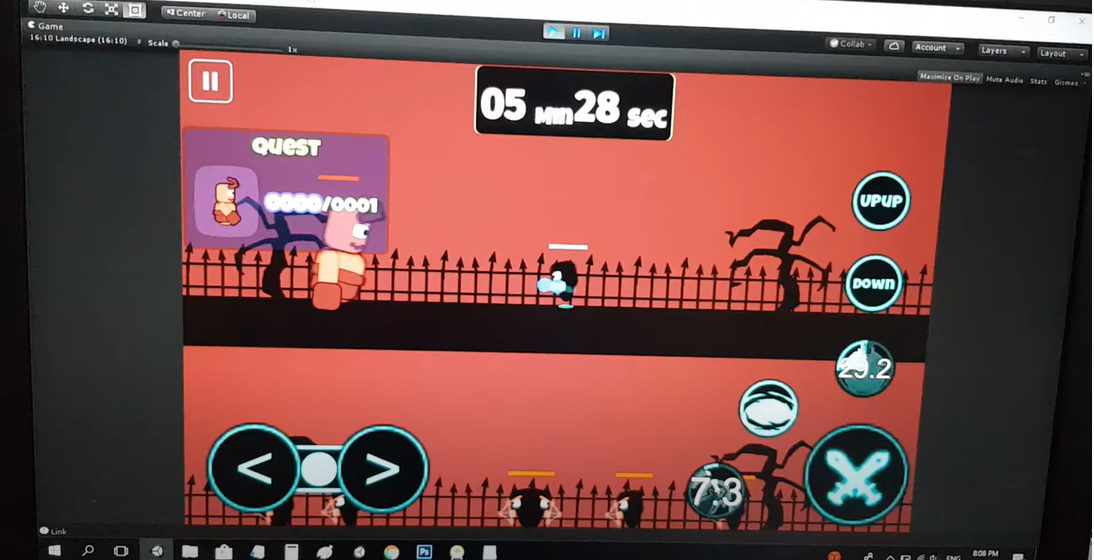 Center Local
Game
16:10 Landscape (16:10) Scale 1x
Collab Account Layers Layout
Maximize On Play Mute Audio Stats Gizmos
05 Min 28 sec
QUEST
0000/0001
UPUP
DOWN
29.2
< >
7.3
Link
Ps
ENG
8:08 PM